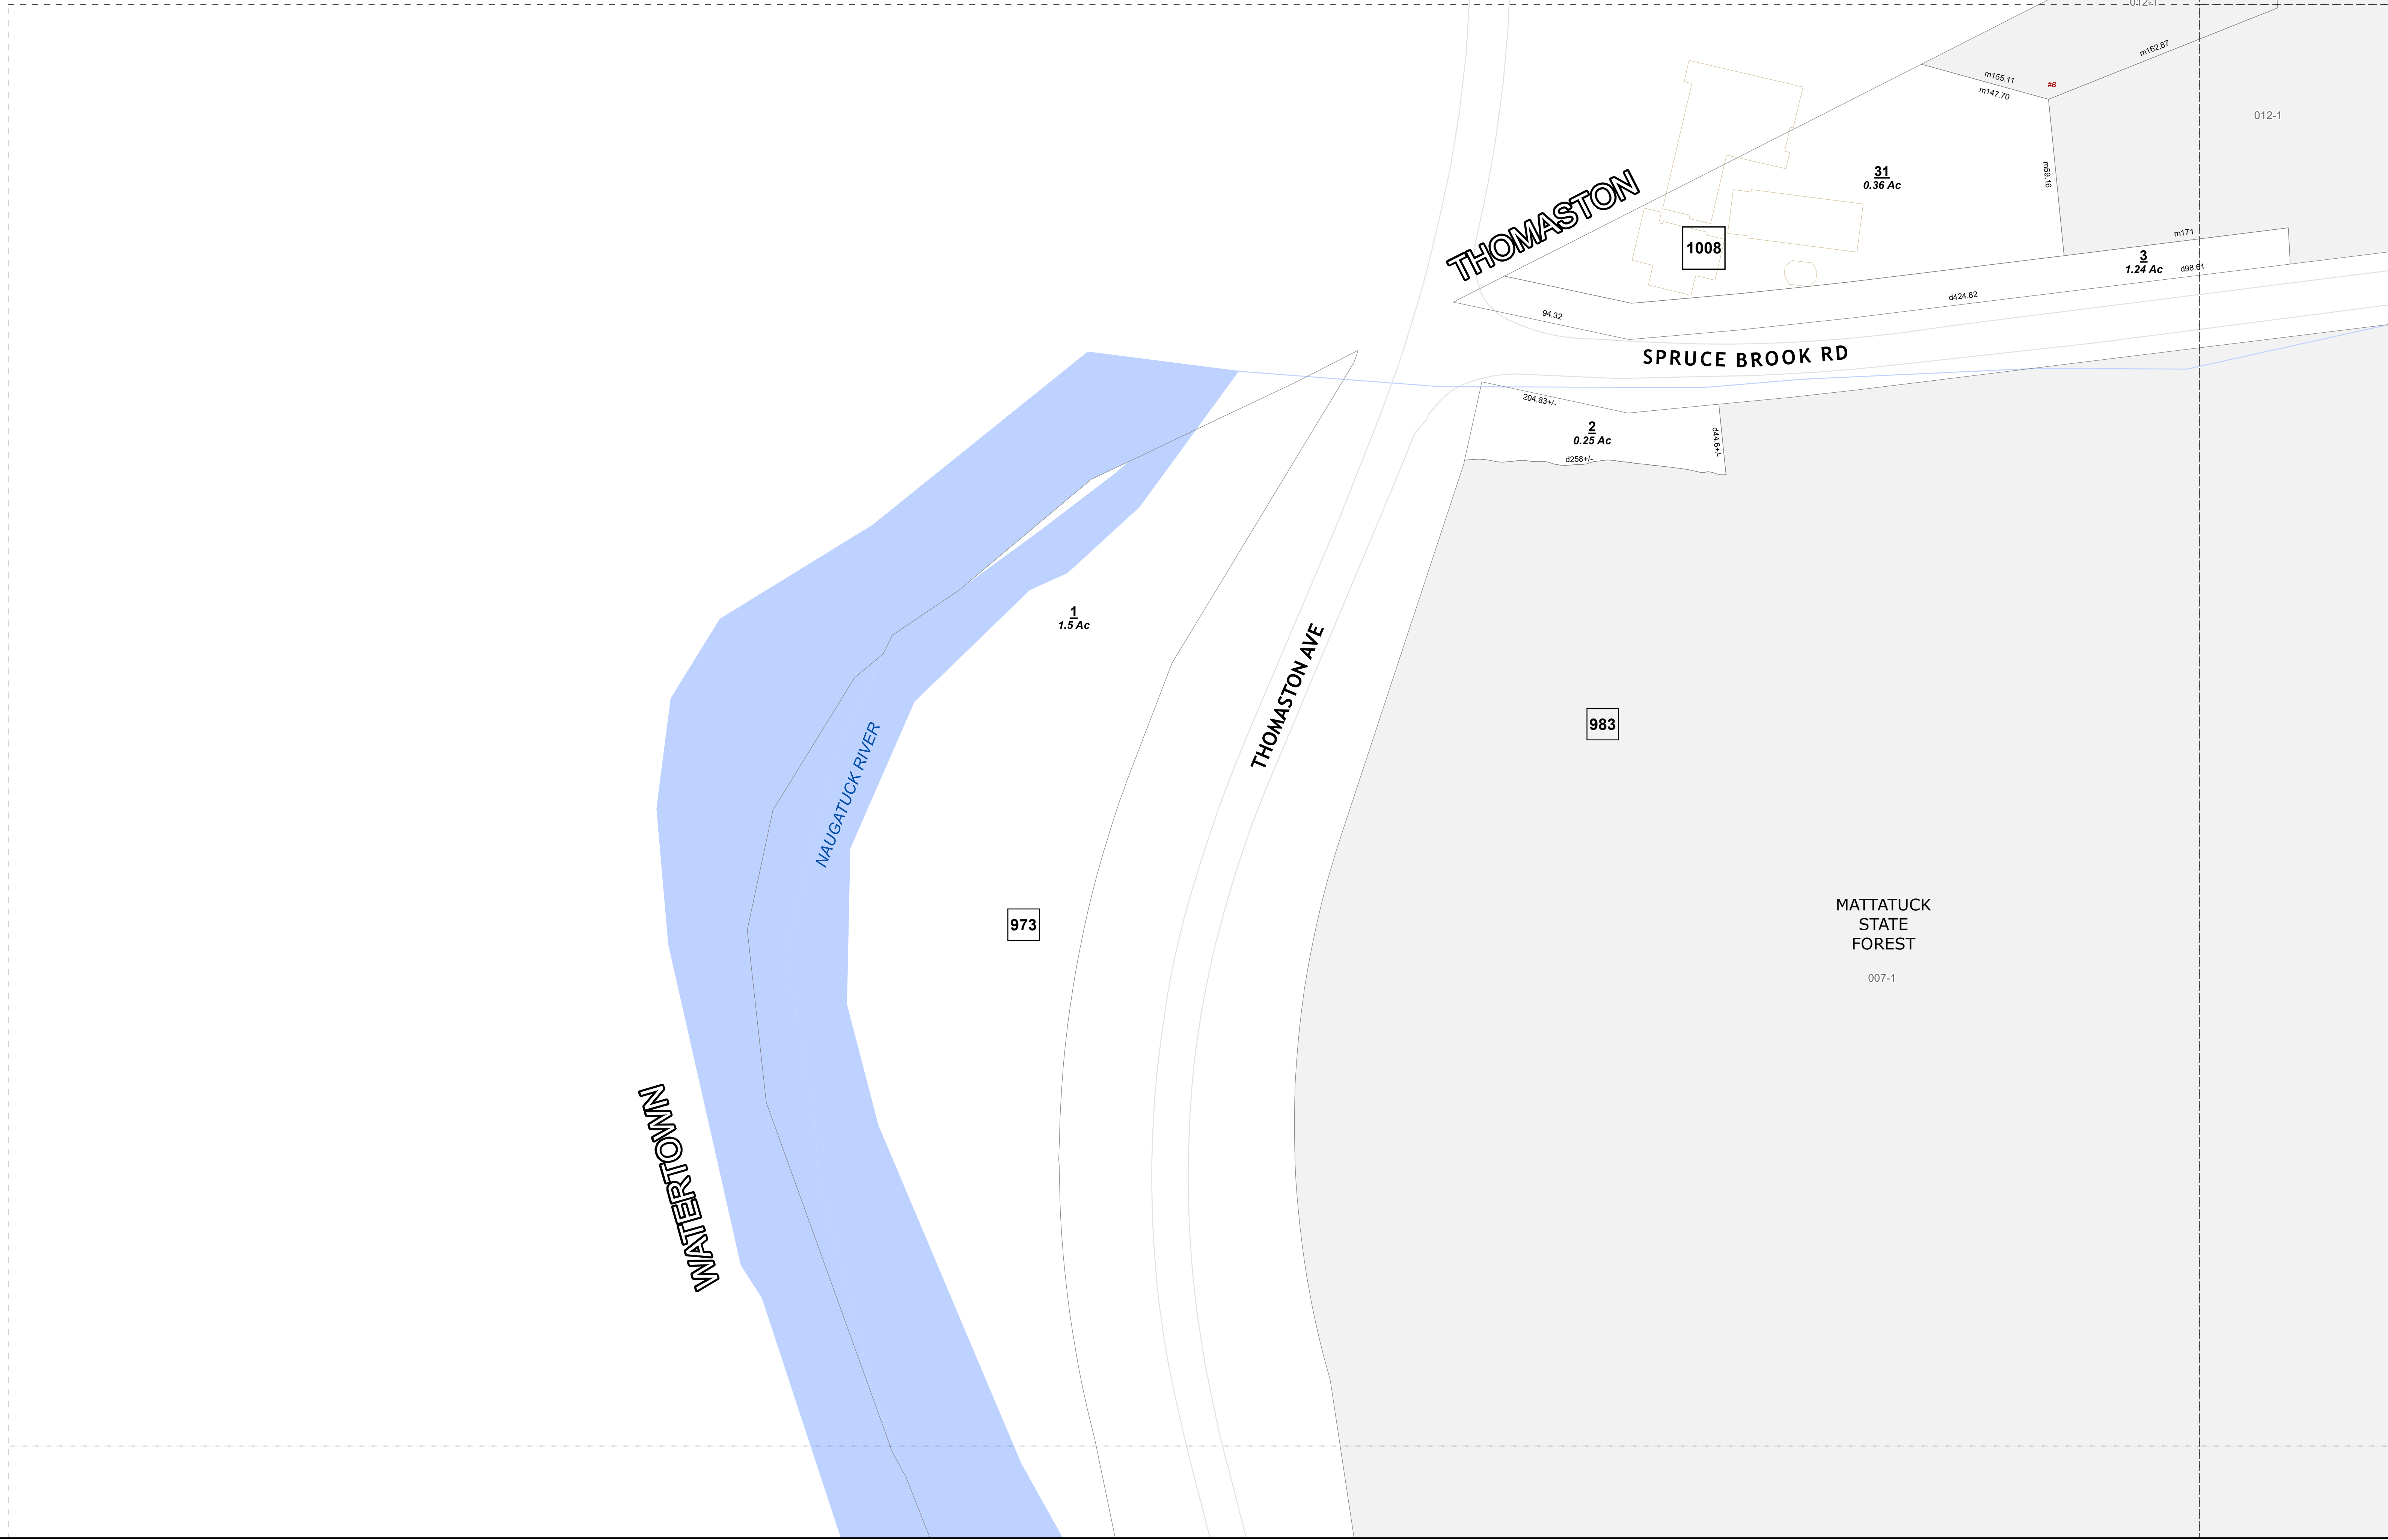 012-1
m162.87
m155.11
#B
m147.70
012-1
31
0.36 Ac
m59.16
THOMASTON
m171
1008
3
1.24 Ac
d98.61
d424.82
94.32
SPRUCE BROOK RD
204.83+/-
2
0.25 Ac
d44.6+/-
d258+/-
1
1.5 Ac
THOMASTON AVE
983
NAUGATUCK RIVER
973
MATTATUCK
STATE
FOREST
007-1
WATERTOWN